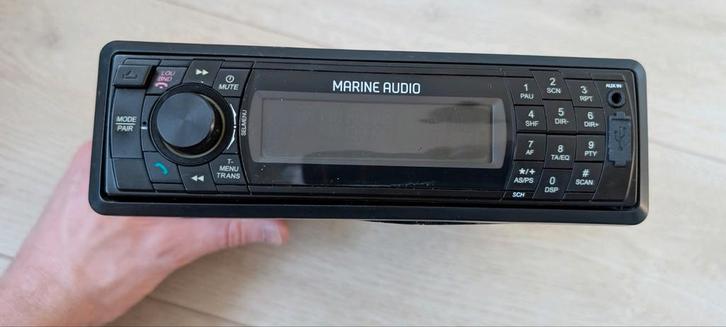 MARINE AUDIO
LOU
BND
MUTE
MODE
PAIR
SEL/MENU
T-
MENU
TRANS
1
PAU
2
SCN
3
RPT
4
SHF
5
DIR-
6
DIR+
7
AF
8
TA/EQ
9
PTY
*/+
AS/PS
0
DSP
#
SCAN
SCH
AUX IN